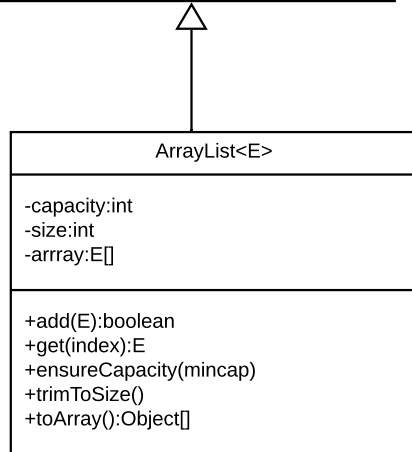 ArrayList<E>
-capacity:int
-size:int
-arrray:E[]
+add(E):boolean
+get(index):E
+ensureCapacity(mincap)
+trimToSize()
+toArray():Object[]